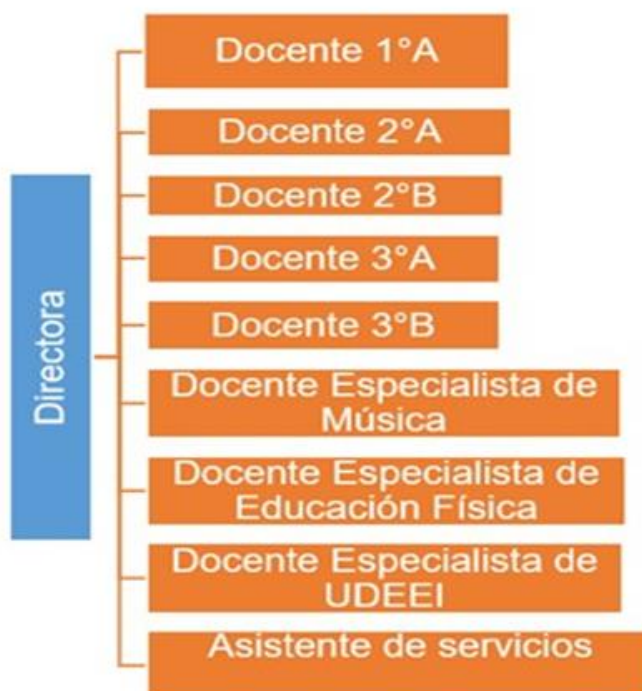 Directora
Docente 1°A
Docente 2°A
Docente 2°B
Docente 3°A
Docente 3°B
Docente Especialista de
Música
Docente Especialista de
Educación Física
Docente Especialista de
UDEEI
Asistente de servicios